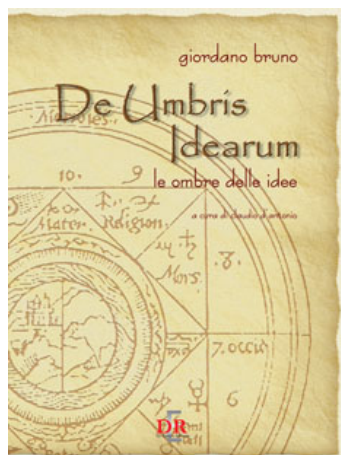 giordano bruno
De Umbris
Idearum
le ombre delle idee
a cura di claudio d'antonio
10. 9
Mater. Religion.
Mors. 8.
7. occid
6
DR